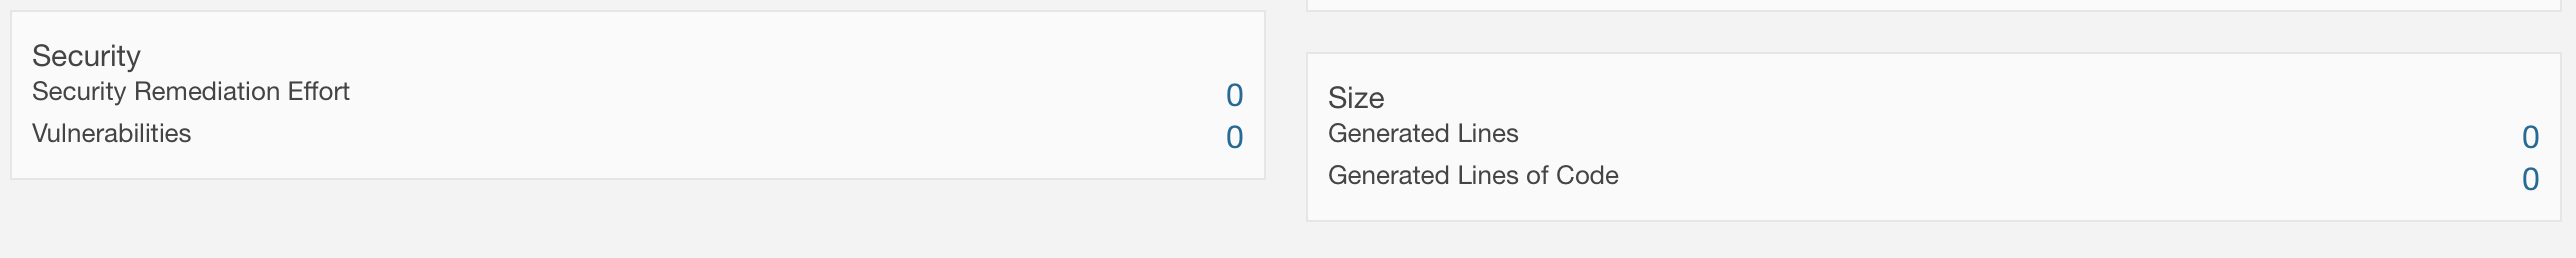 Security
Security Remediation Effort 0
Vulnerabilities 0
Size
Generated Lines 0
Generated Lines of Code 0